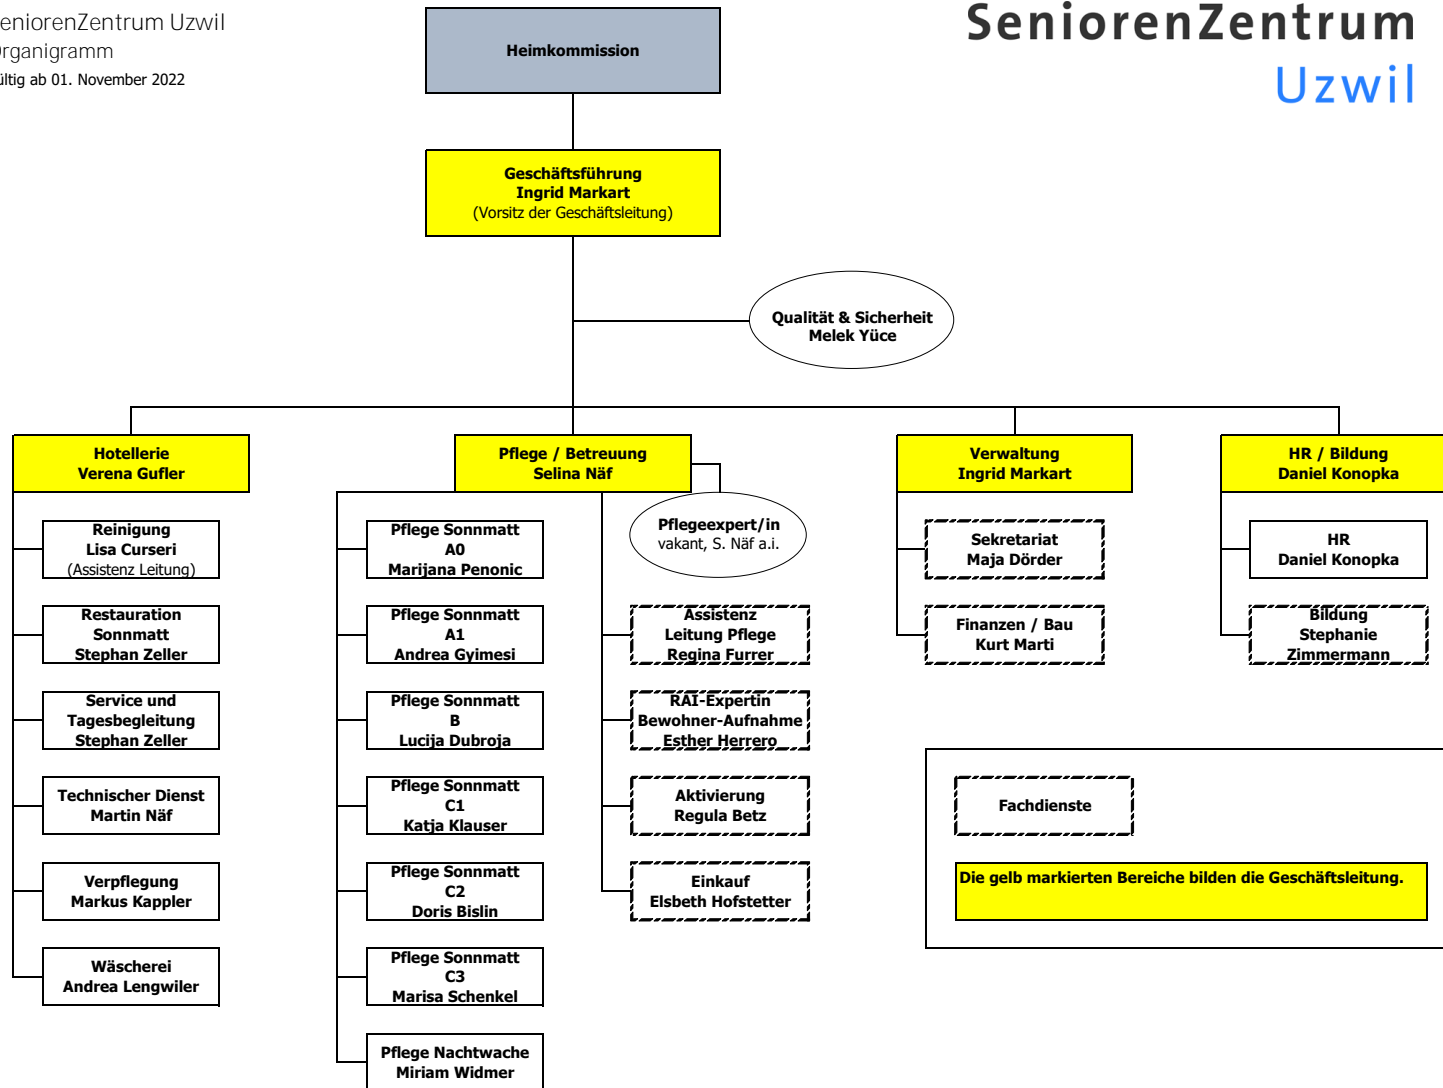 eniorenZentrum Uzwil
rganigramm
ültig ab 01. November 2022
SeniorenZentrum
Uzwil
Heimkommission
Geschäftsführung
Ingrid Markart
(Vorsitz der Geschäftsleitung)
Qualität & Sicherheit
Melek Yüce
Hotellerie
Verena Gufler
Reinigung
Lisa Curseri
(Assistenz Leitung)
Restauration
Sonnmatt
Stephan Zeller
Service und
Tagesbegleitung
Stephan Zeller
Technischer Dienst
Martin Näf
Verpflegung
Markus Kappler
Wäscherei
Andrea Lengwiler
Pflege / Betreuung
Selina Näf
Pflegeexpert/in
vakant, S. Näf a.i.
Pflege Sonnmatt
A0
Marijana Penonic
Pflege Sonnmatt
A1
Andrea Gyimesi
Pflege Sonnmatt
B
Lucija Dubroja
Pflege Sonnmatt
C1
Katja Klauser
Pflege Sonnmatt
C2
Doris Bislin
Pflege Sonnmatt
C3
Marisa Schenkel
Pflege Nachtwache
Miriam Widmer
Assistenz
Leitung Pflege
Regina Furrer
RAI-Expertin
Bewohner-Aufnahme
Esther Herrero
Aktivierung
Regula Betz
Einkauf
Elsbeth Hofstetter
Verwaltung
Ingrid Markart
Sekretariat
Maja Dörder
Finanzen / Bau
Kurt Marti
HR / Bildung
Daniel Konopka
HR
Daniel Konopka
Bildung
Stephanie
Zimmermann
Fachdienste
Die gelb markierten Bereiche bilden die Geschäftsleitung.